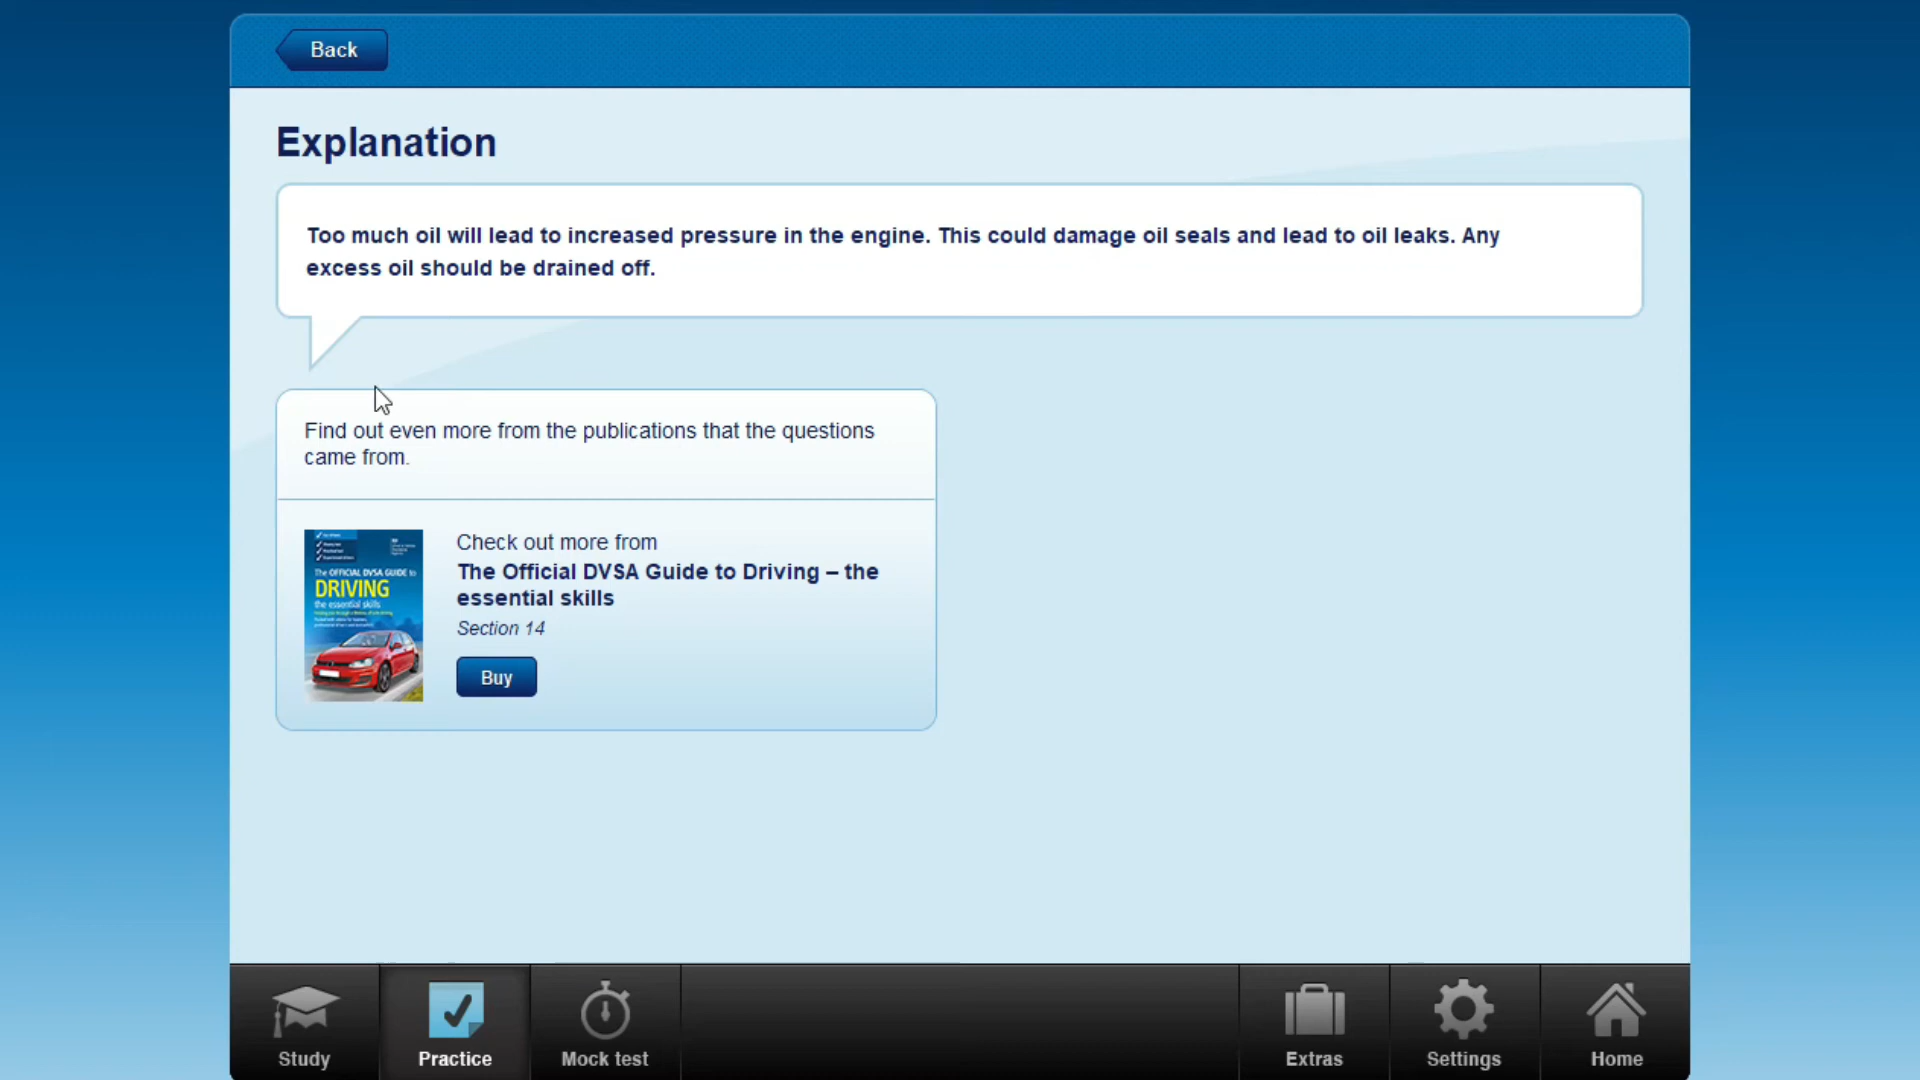 Back
Explanation
Too much oil will lead to increased pressure in the engine. This could damage oil seals and lead to oil leaks. Any
excess oil should be drained off.
Find out even more from the publications that the questions
came from.
The OFFICIAL DVSA GUIDE to
DRIVING
the essential skills
Check out more from
The Official DVSA Guide to Driving – the
essential skills
Section 14
Buy
Study
Practice
Mock test
Extras
Settings
Home